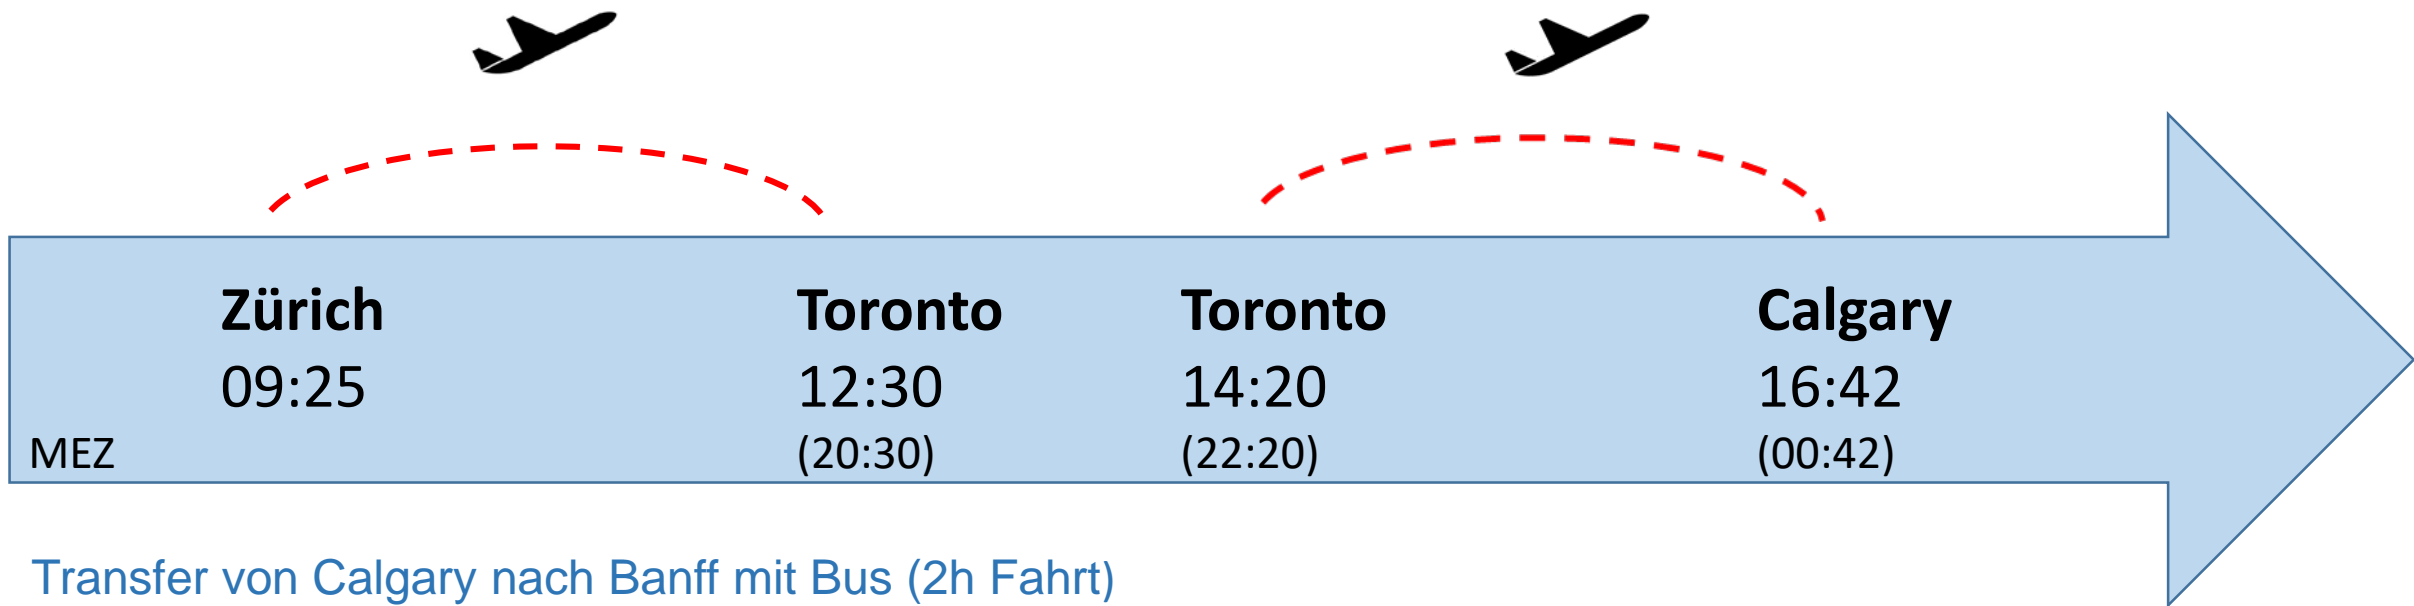 Zürich Toronto Toronto Calgary
09:25 12:30 14:20 16:42
MEZ (20:30) (22:20) (00:42)
Transfer von Calgary nach Banff mit Bus (2h Fahrt)